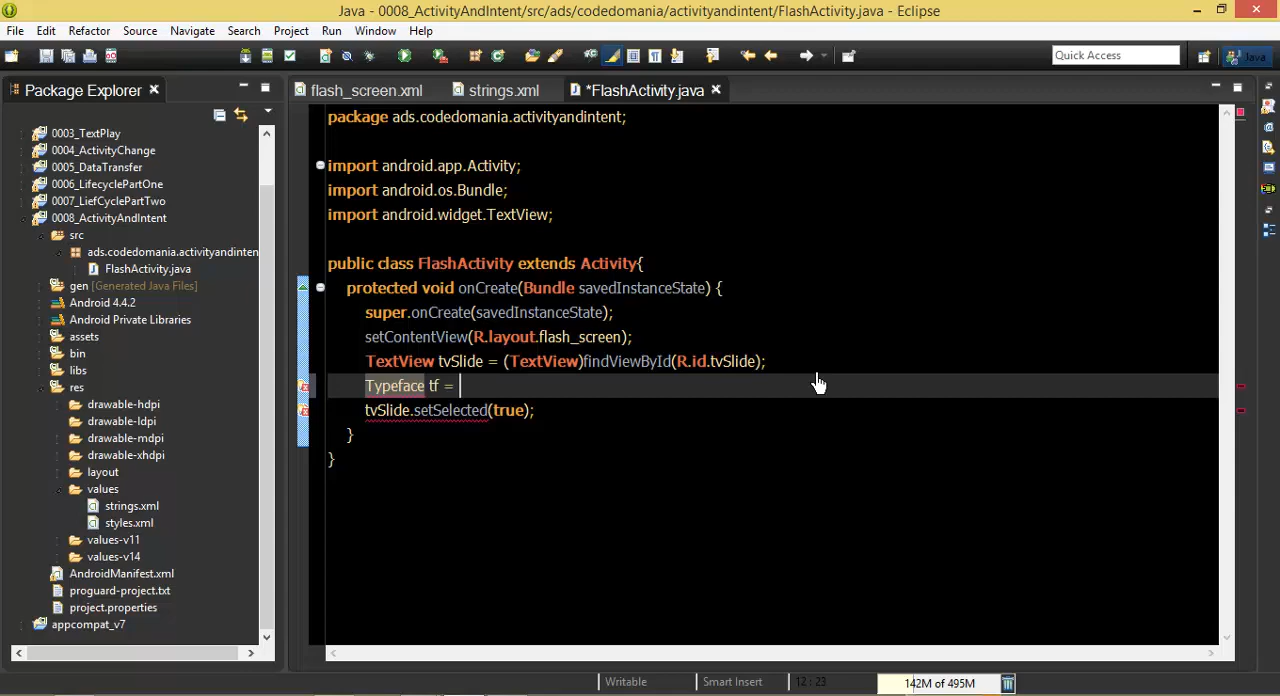 Java - 0008_ActivityAndIntent/src/ads/codedomania/activityandintent/FlashActivity.java - Eclipse
File Edit Refactor Source Navigate Search Project Run Window Help
Quick Access
Java
Package Explorer
0003_TextPlay
0004_ActivityChange
0005_DataTransfer
0006_LifecyclePartOne
0007_LiefCyclePartTwo
0008_ActivityAndIntent
src
ads.codedomania.activityandinten
FlashActivity.java
gen [Generated Java Files]
Android 4.4.2
Android Private Libraries
assets
bin
libs
res
drawable-hdpi
drawable-ldpi
drawable-mdpi
drawable-xhdpi
layout
values
strings.xml
styles.xml
values-v11
values-v14
AndroidManifest.xml
proguard-project.txt
project.properties
appcompat_v7
flash_screen.xml strings.xml *FlashActivity.java
package ads.codedomania.activityandintent;
import android.app.Activity;
import android.os.Bundle;
import android.widget.TextView;
public class FlashActivity extends Activity{
protected void onCreate(Bundle savedInstanceState) {
super.onCreate(savedInstanceState);
setContentView(R.layout.flash_screen);
TextView tvSlide = (TextView)findViewById(R.id.tvSlide);
Typeface tf =
tvSlide.setSelected(true);
}
}
Writable Smart Insert 12 : 23 142M of 495M